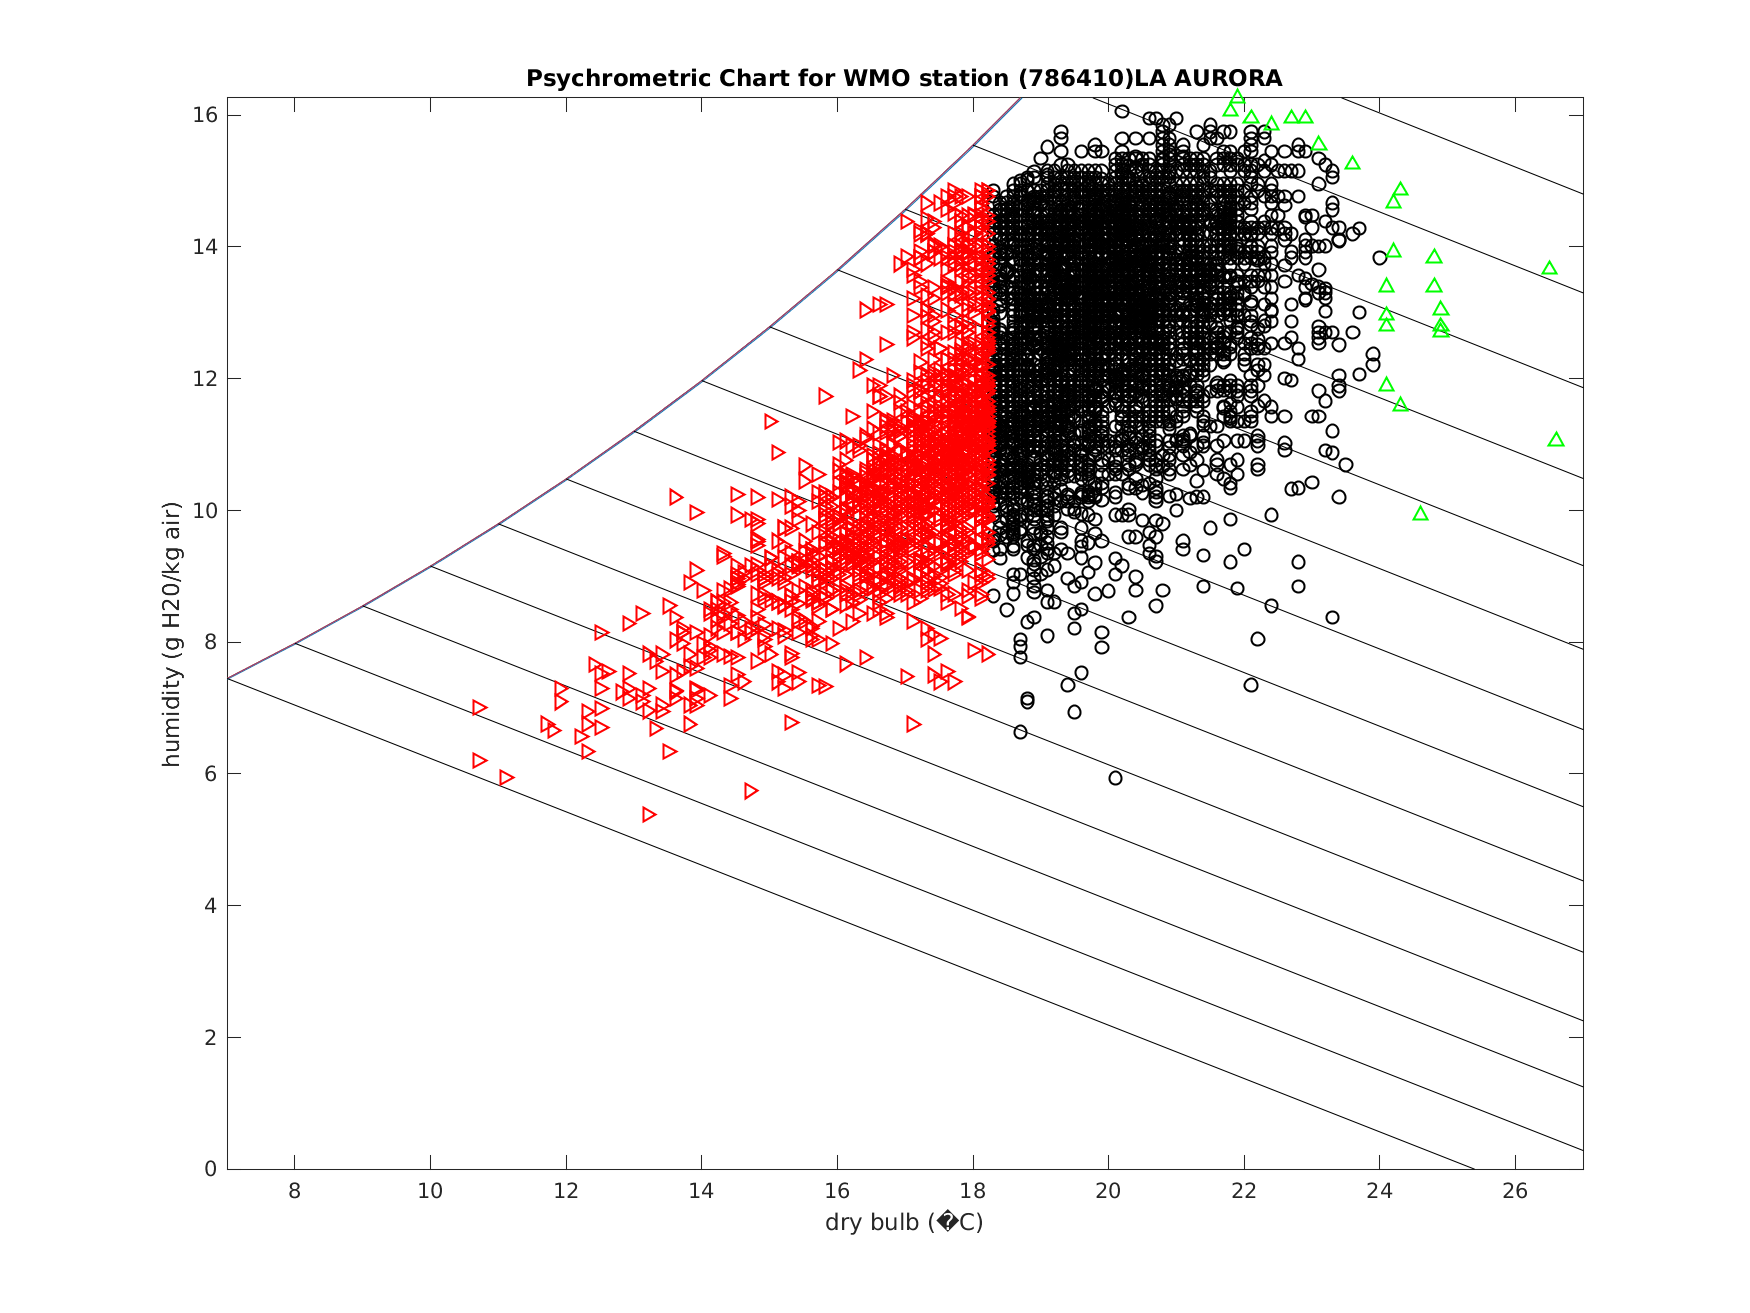 Psychrometric Chart for WMO station (786410)LA AURORA
16
14
12
10
8
6
4
2
0
humidity (g H20/kg air)
8 10 12 14 16 18 20 22 24 26
dry bulb (�C)